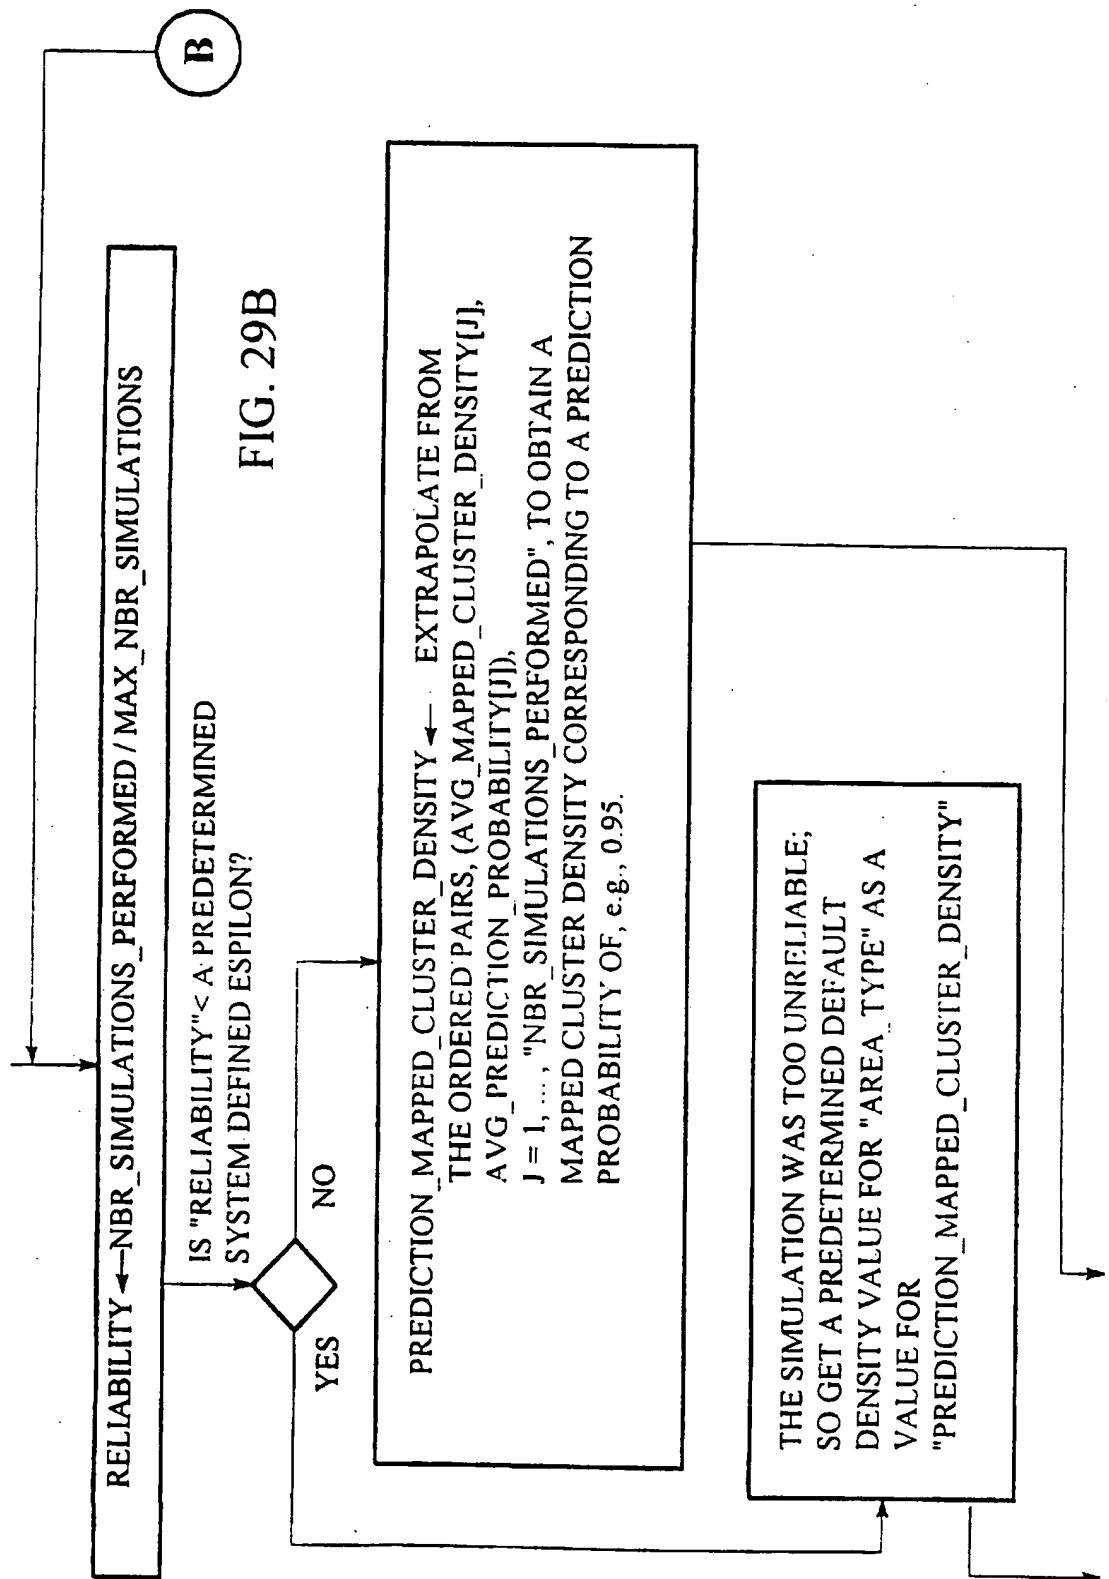 B
RELIABILITY ← NBR_SIMULATIONS_PERFORMED / MAX_NBR_SIMULATIONS
IS "RELIABILITY" < A PREDETERMINED
SYSTEM DEFINED ESPILON?
FIG. 29B
YES
NO
PREDICTION_MAPPED_CLUSTER_DENSITY ← EXTRAPOLATE FROM
THE ORDERED PAIRS, (AVG_MAPPED_CLUSTER_DENSITY[J],
AVG_PREDICTION_PROBABILITY[J]),
J = 1, ... , "NBR_SIMULATIONS_PERFORMED", TO OBTAIN A
MAPPED CLUSTER DENSITY CORRESPONDING TO A PREDICTION
PROBABILITY OF, e.g., 0.95.
THE SIMULATION WAS TOO UNRELIABLE;
SO GET A PREDETERMINED DEFAULT
DENSITY VALUE FOR "AREA_TYPE" AS A
VALUE FOR
"PREDICTION_MAPPED_CLUSTER_DENSITY"